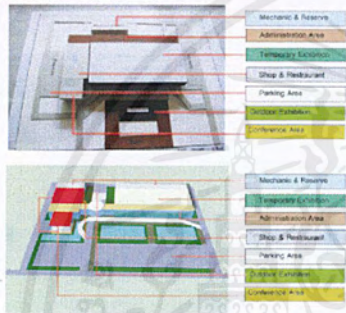 Mechanic & Reserve
Administration Area
Temporary Exhibition
Shop & Restaurant
Parking Area
Outdoor Exhibition
Conference Area
Mechanic & Reserve
Temporary Exhibition
Administration Area
Shop & Restaurant
Parking Area
Outdoor Exhibition
Conference Area